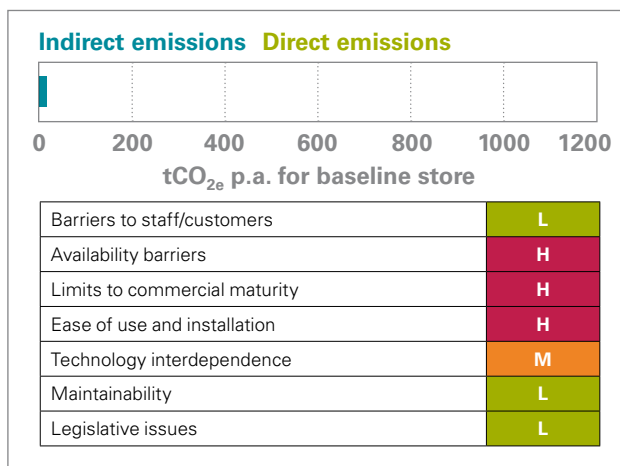 Indirect emissions Direct emissions
0 200 400 600 800 1000 1200
tCO2e p.a. for baseline store
Barriers to staff/customers L
Availability barriers H
Limits to commercial maturity H
Ease of use and installation H
Technology interdependence M
Maintainability L
Legislative issues L